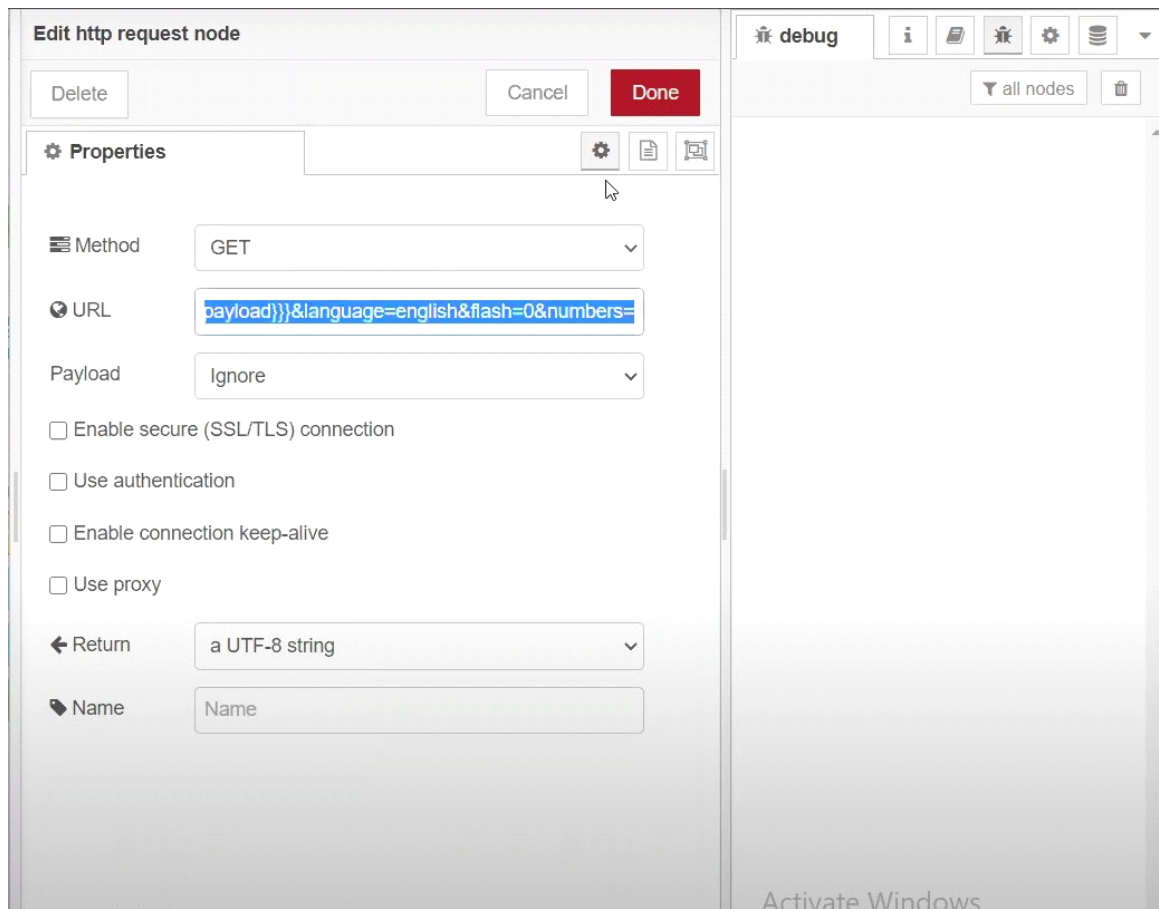 Edit http request node
Delete
Cancel
Done
Properties
Method
GET
URL
payload}}}&language=english&flash=0&numbers=
Payload
Ignore
Enable secure (SSL/TLS) connection
Use authentication
Enable connection keep-alive
Use proxy
Return
a UTF-8 string
Name
Name
debug
i
all nodes
Activate Windows